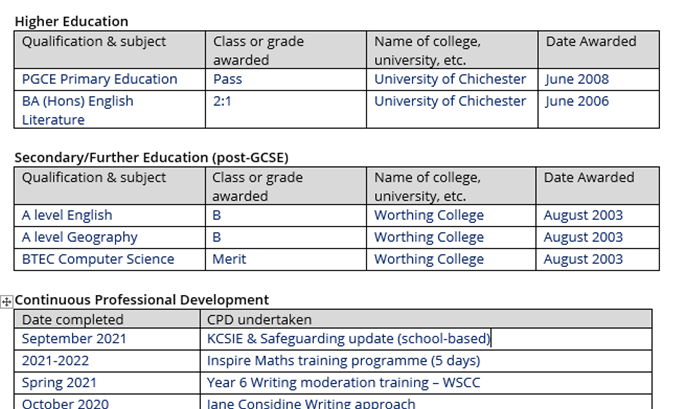 Higher Education
Qualification & subject Class or grade awarded Name of college, university, etc. Date Awarded
PGCE Primary Education Pass University of Chichester June 2008
BA (Hons) English Literature 2:1 University of Chichester June 2006
Secondary/Further Education (post-GCSE)
Qualification & subject Class or grade awarded Name of college, university, etc. Date Awarded
A level English B Worthing College August 2003
A level Geography B Worthing College August 2003
BTEC Computer Science Merit Worthing College August 2003
Continuous Professional Development
Date completed CPD undertaken
September 2021 KCSIE & Safeguarding update (school-based)
2021-2022 Inspire Maths training programme (5 days)
Spring 2021 Year 6 Writing moderation training – WSCC
October 2020 Jane Considine Writing approach